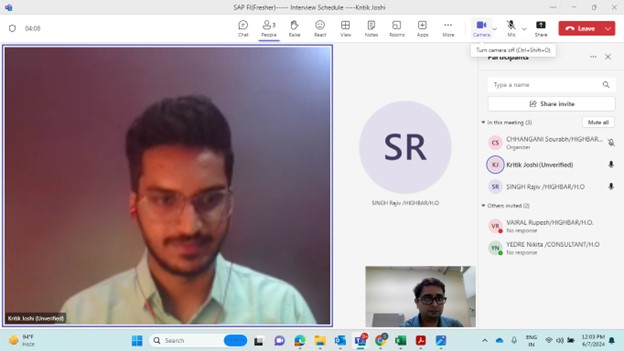 SAP FI(Fresher)----- Interview Schedule ----Kritik Joshi
04:08
Chat
People
3
Raise
React
View
Notes
Rooms
Apps
More
Camera
Mic
Share
Leave
Turn camera off (Ctrl+Shift+O)
Participants
Type a name
Share invite
In this meeting (3)
Mute all
CS
CHHANGANI Sourabh/HIGHBAR...
Organiser
KJ
Kritik Joshi (Unverified)
SR
SINGH Rajiv /HIGHBAR/H.O
Others invited (2)
VR
VAIRAL Rupesh/HIGHBAR/H.O.
No response
YN
YEDRE Nikita /CONSULTANT/H.O
No response
SR
SINGH Rajiv /HIGHBAR/H.O
Kritik Joshi (Unverified)
94°F
Haze
Search
ENG
IN
12:03 PM
6/7/2024